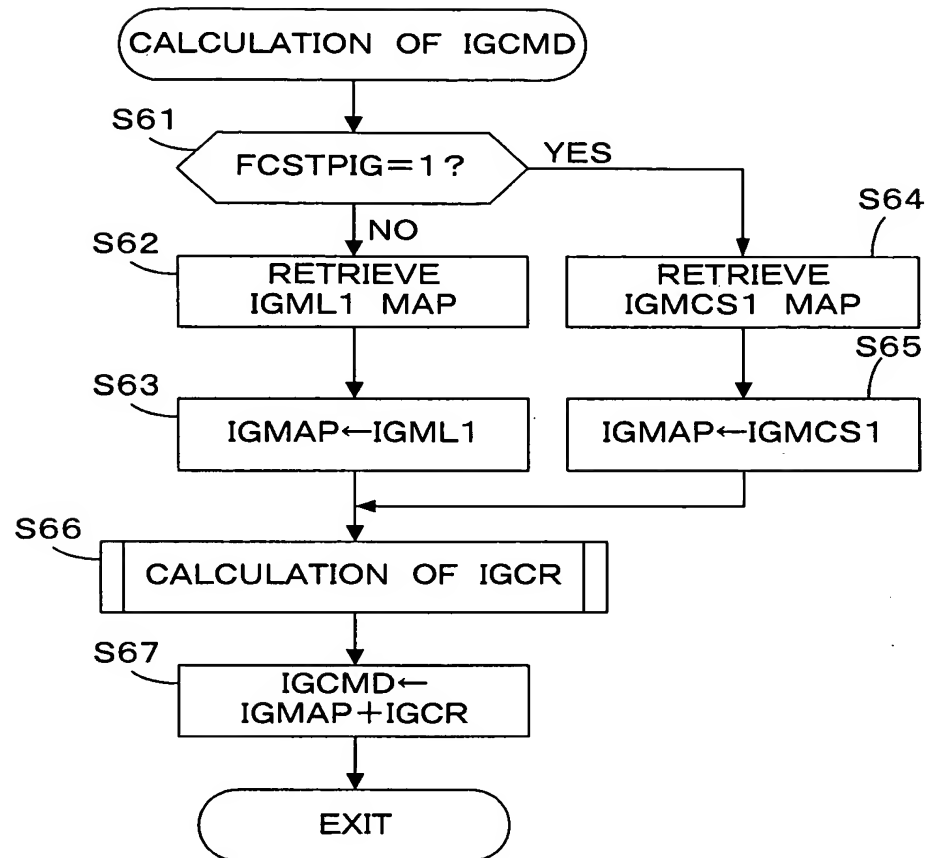 CALCULATION OF IGCMD
S61
FCSTPIG=1?
YES
NO
S62
RETRIEVE
IGML1 MAP
S64
RETRIEVE
IGMCS1 MAP
S63
IGMAP←IGML1
S65
IGMAP←IGMCS1
S66
CALCULATION OF IGCR
S67
IGCMD←
IGMAP+IGCR
EXIT